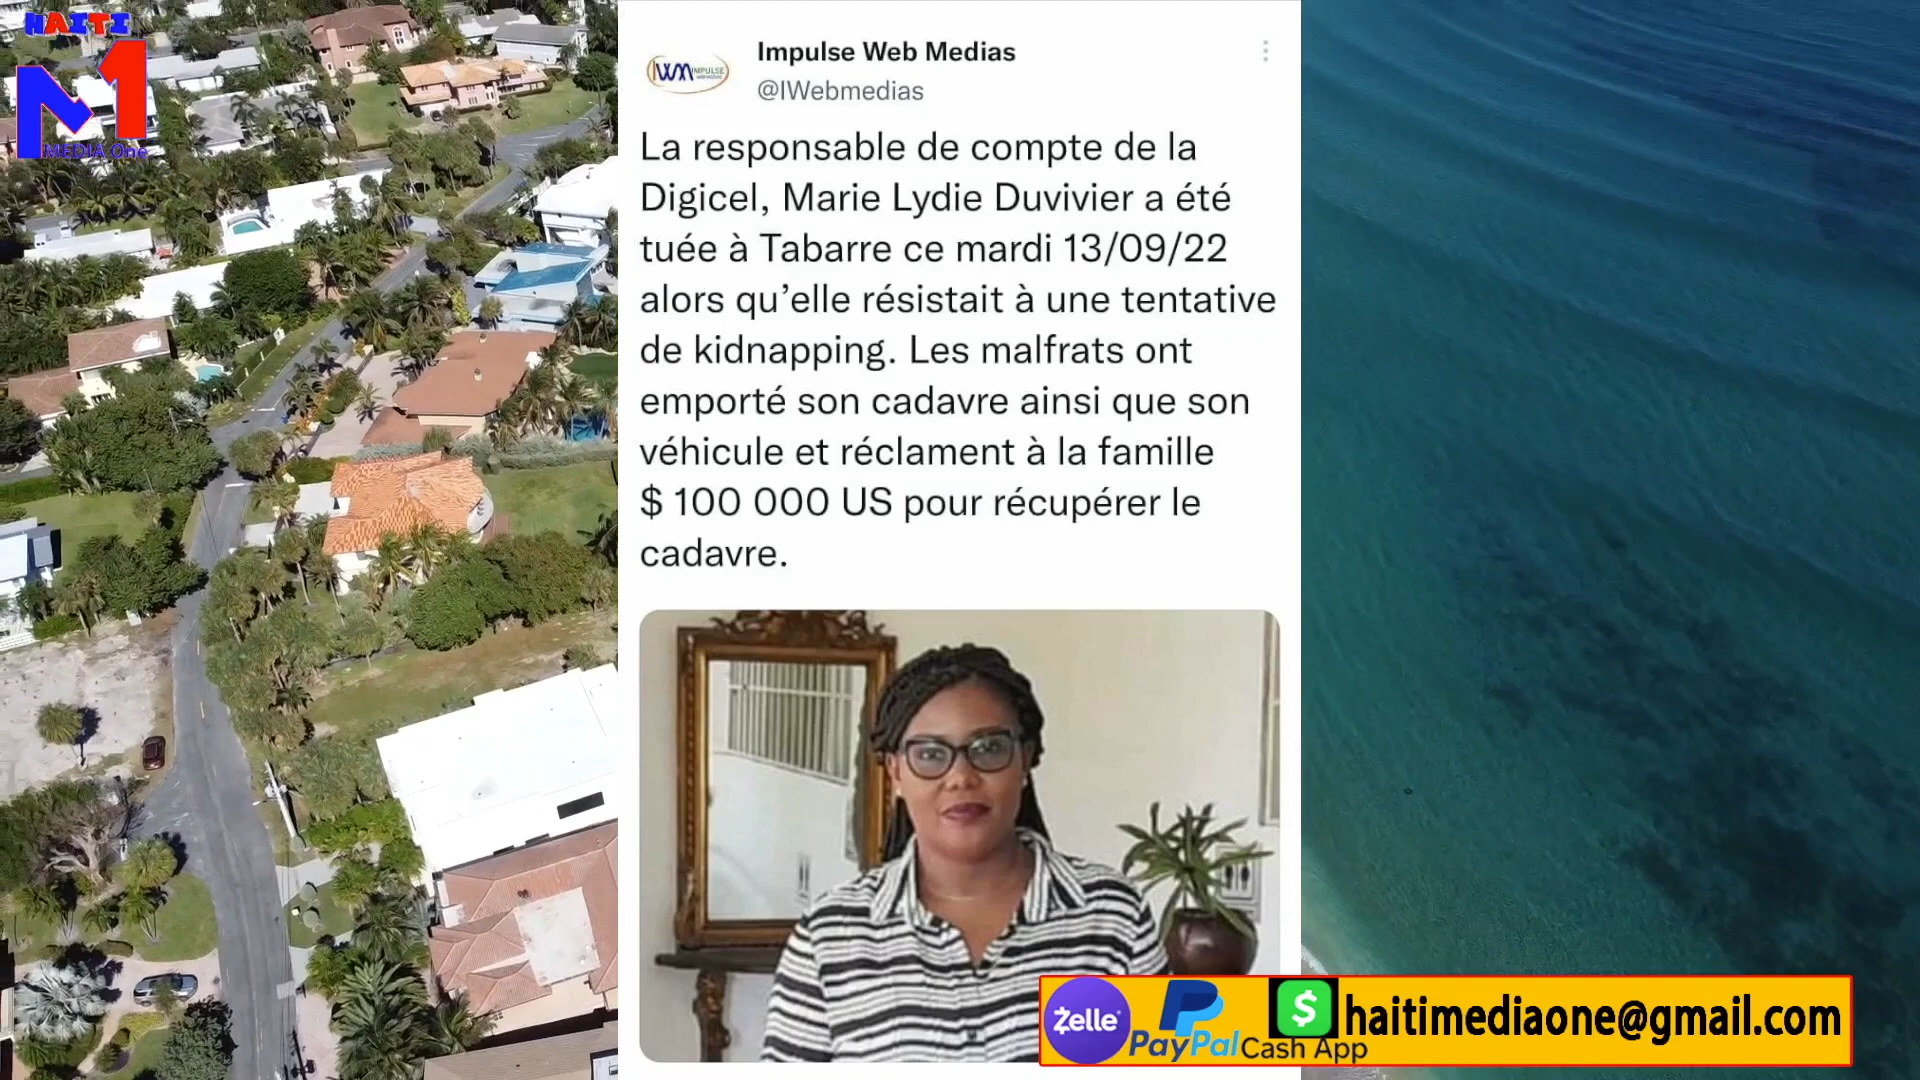 HAITI
M1
MEDIA One
IWM IMPULSE
Impulse Web Medias
@IWebmedias
La responsable de compte de la
Digicel, Marie Lydie Duvivier a été
tuée à Tabarre ce mardi 13/09/22
alors qu’elle résistait à une tentative
de kidnapping. Les malfrats ont
emporté son cadavre ainsi que son
véhicule et réclament à la famille
$ 100 000 US pour récupérer le
cadavre.
Zelle
PayPal
$
Cash App
haitimediaone@gmail.com